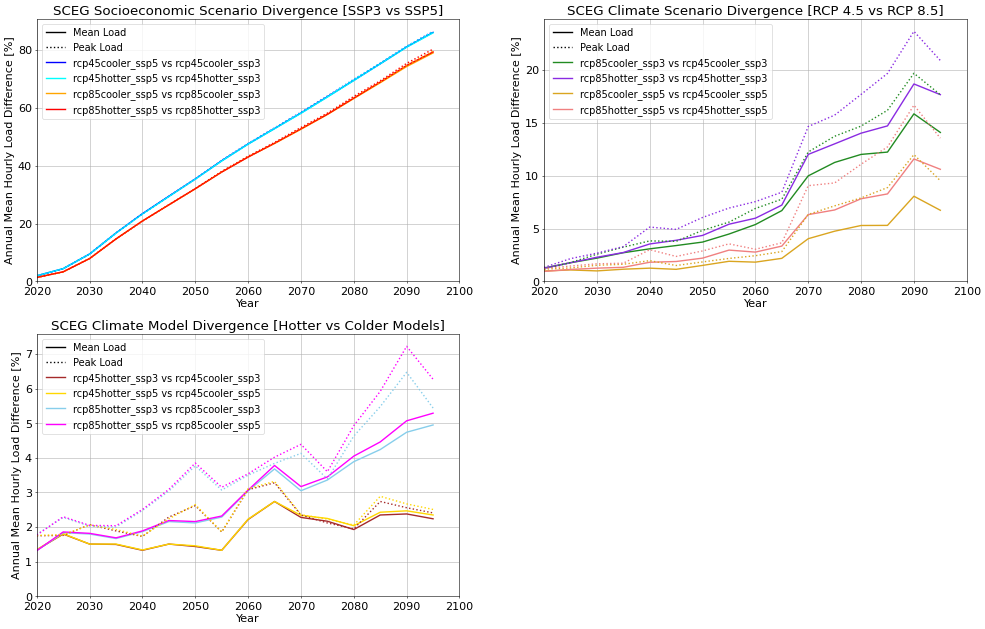 SCEG Socioeconomic Scenario Divergence [SSP3 vs SSP5]
Annual Mean Hourly Load Difference [%]
Mean Load
Peak Load
rcp45cooler_ssp5 vs rcp45cooler_ssp3
rcp45hotter_ssp5 vs rcp45hotter_ssp3
rcp85cooler_ssp5 vs rcp85cooler_ssp3
rcp85hotter_ssp5 vs rcp85hotter_ssp3
80
60
40
20
0
2020 2030 2040 2050 2060 2070 2080 2090 2100
Year
SCEG Climate Scenario Divergence [RCP 4.5 vs RCP 8.5]
Annual Mean Hourly Load Difference [%]
Mean Load
Peak Load
rcp85cooler_ssp3 vs rcp45cooler_ssp3
rcp85hotter_ssp3 vs rcp45hotter_ssp3
rcp85cooler_ssp5 vs rcp45cooler_ssp5
rcp85hotter_ssp5 vs rcp45hotter_ssp5
20
15
10
5
0
2020 2030 2040 2050 2060 2070 2080 2090 2100
Year
SCEG Climate Model Divergence [Hotter vs Colder Models]
Annual Mean Hourly Load Difference [%]
Mean Load
Peak Load
rcp45hotter_ssp3 vs rcp45cooler_ssp3
rcp45hotter_ssp5 vs rcp45cooler_ssp5
rcp85hotter_ssp3 vs rcp85cooler_ssp3
rcp85hotter_ssp5 vs rcp85cooler_ssp5
7
6
5
4
3
2
1
0
2020 2030 2040 2050 2060 2070 2080 2090 2100
Year